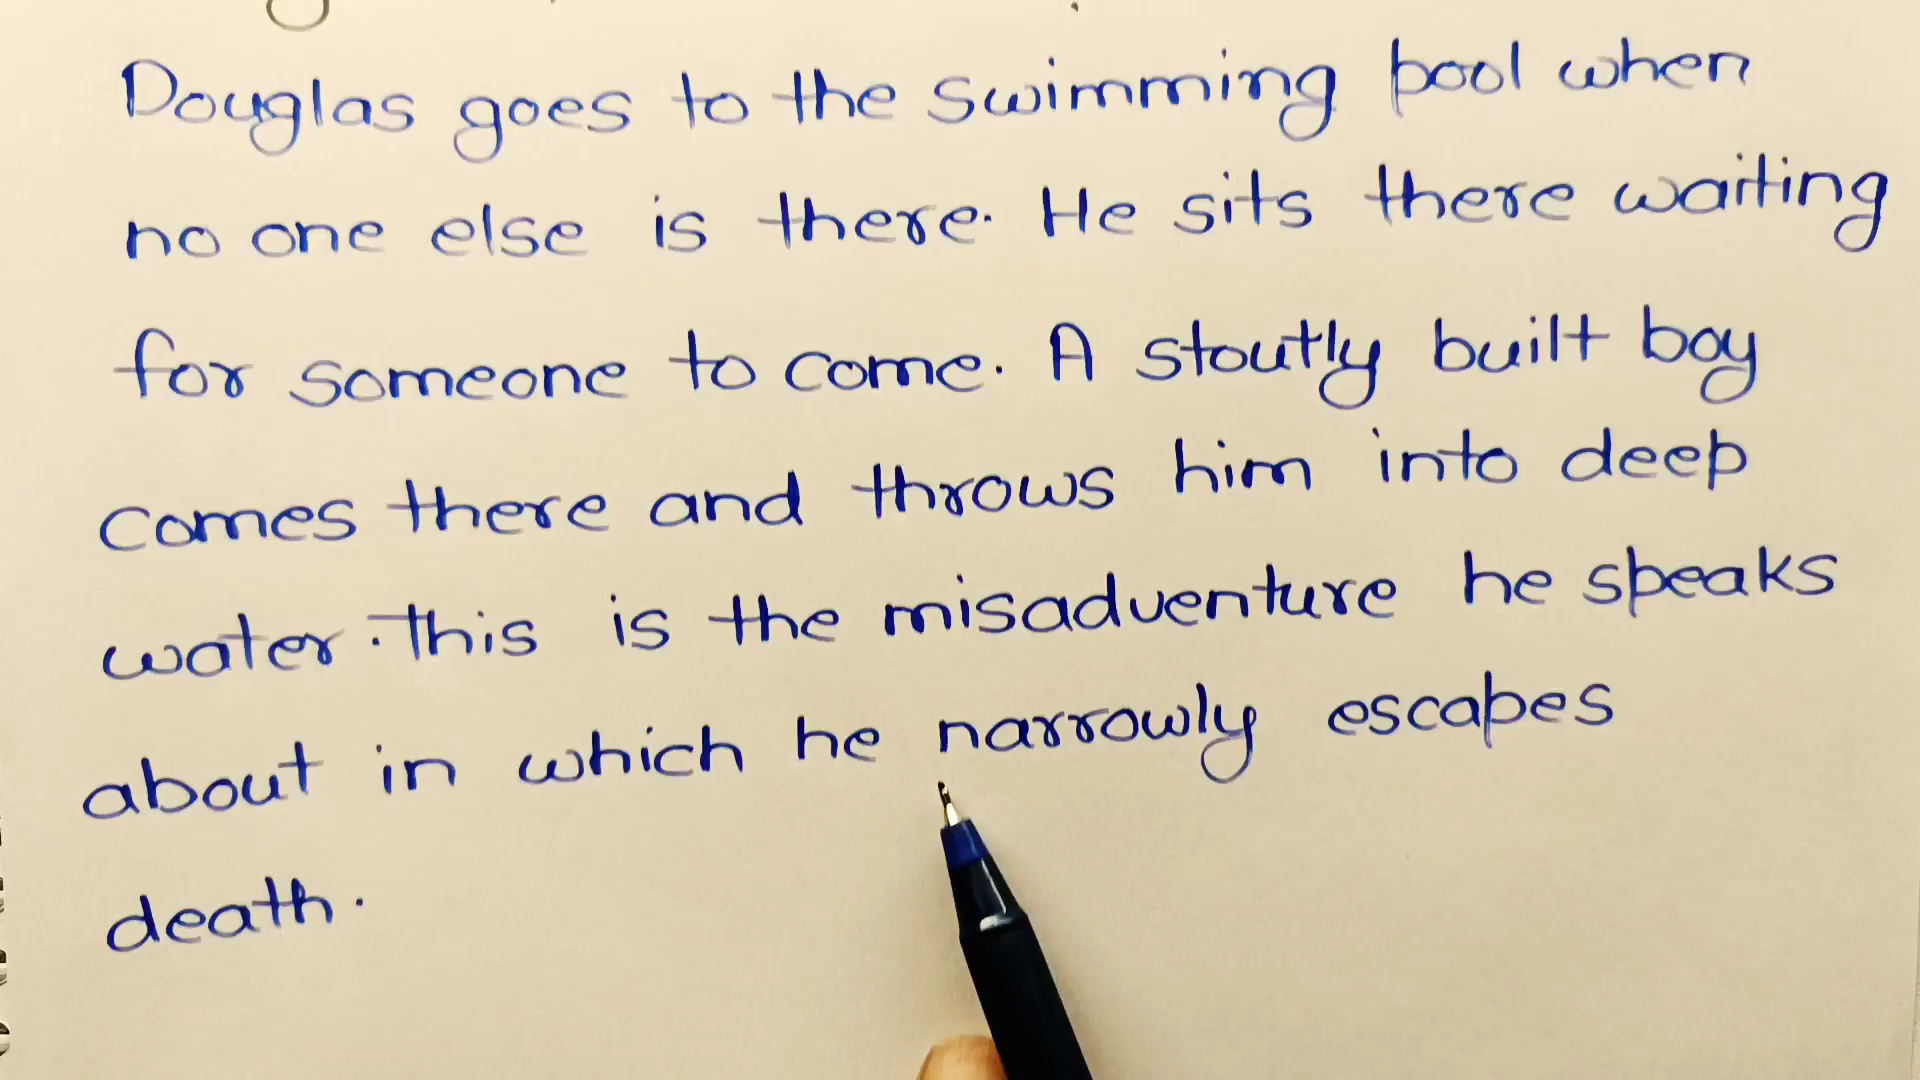 Douglas goes to the swimming pool when
no one else is there. He sits there waiting
for someone to come. A stoutly built boy
comes there and throws him into deep
water. This is the misadventure he speaks
about in which he narrowly escapes
death.